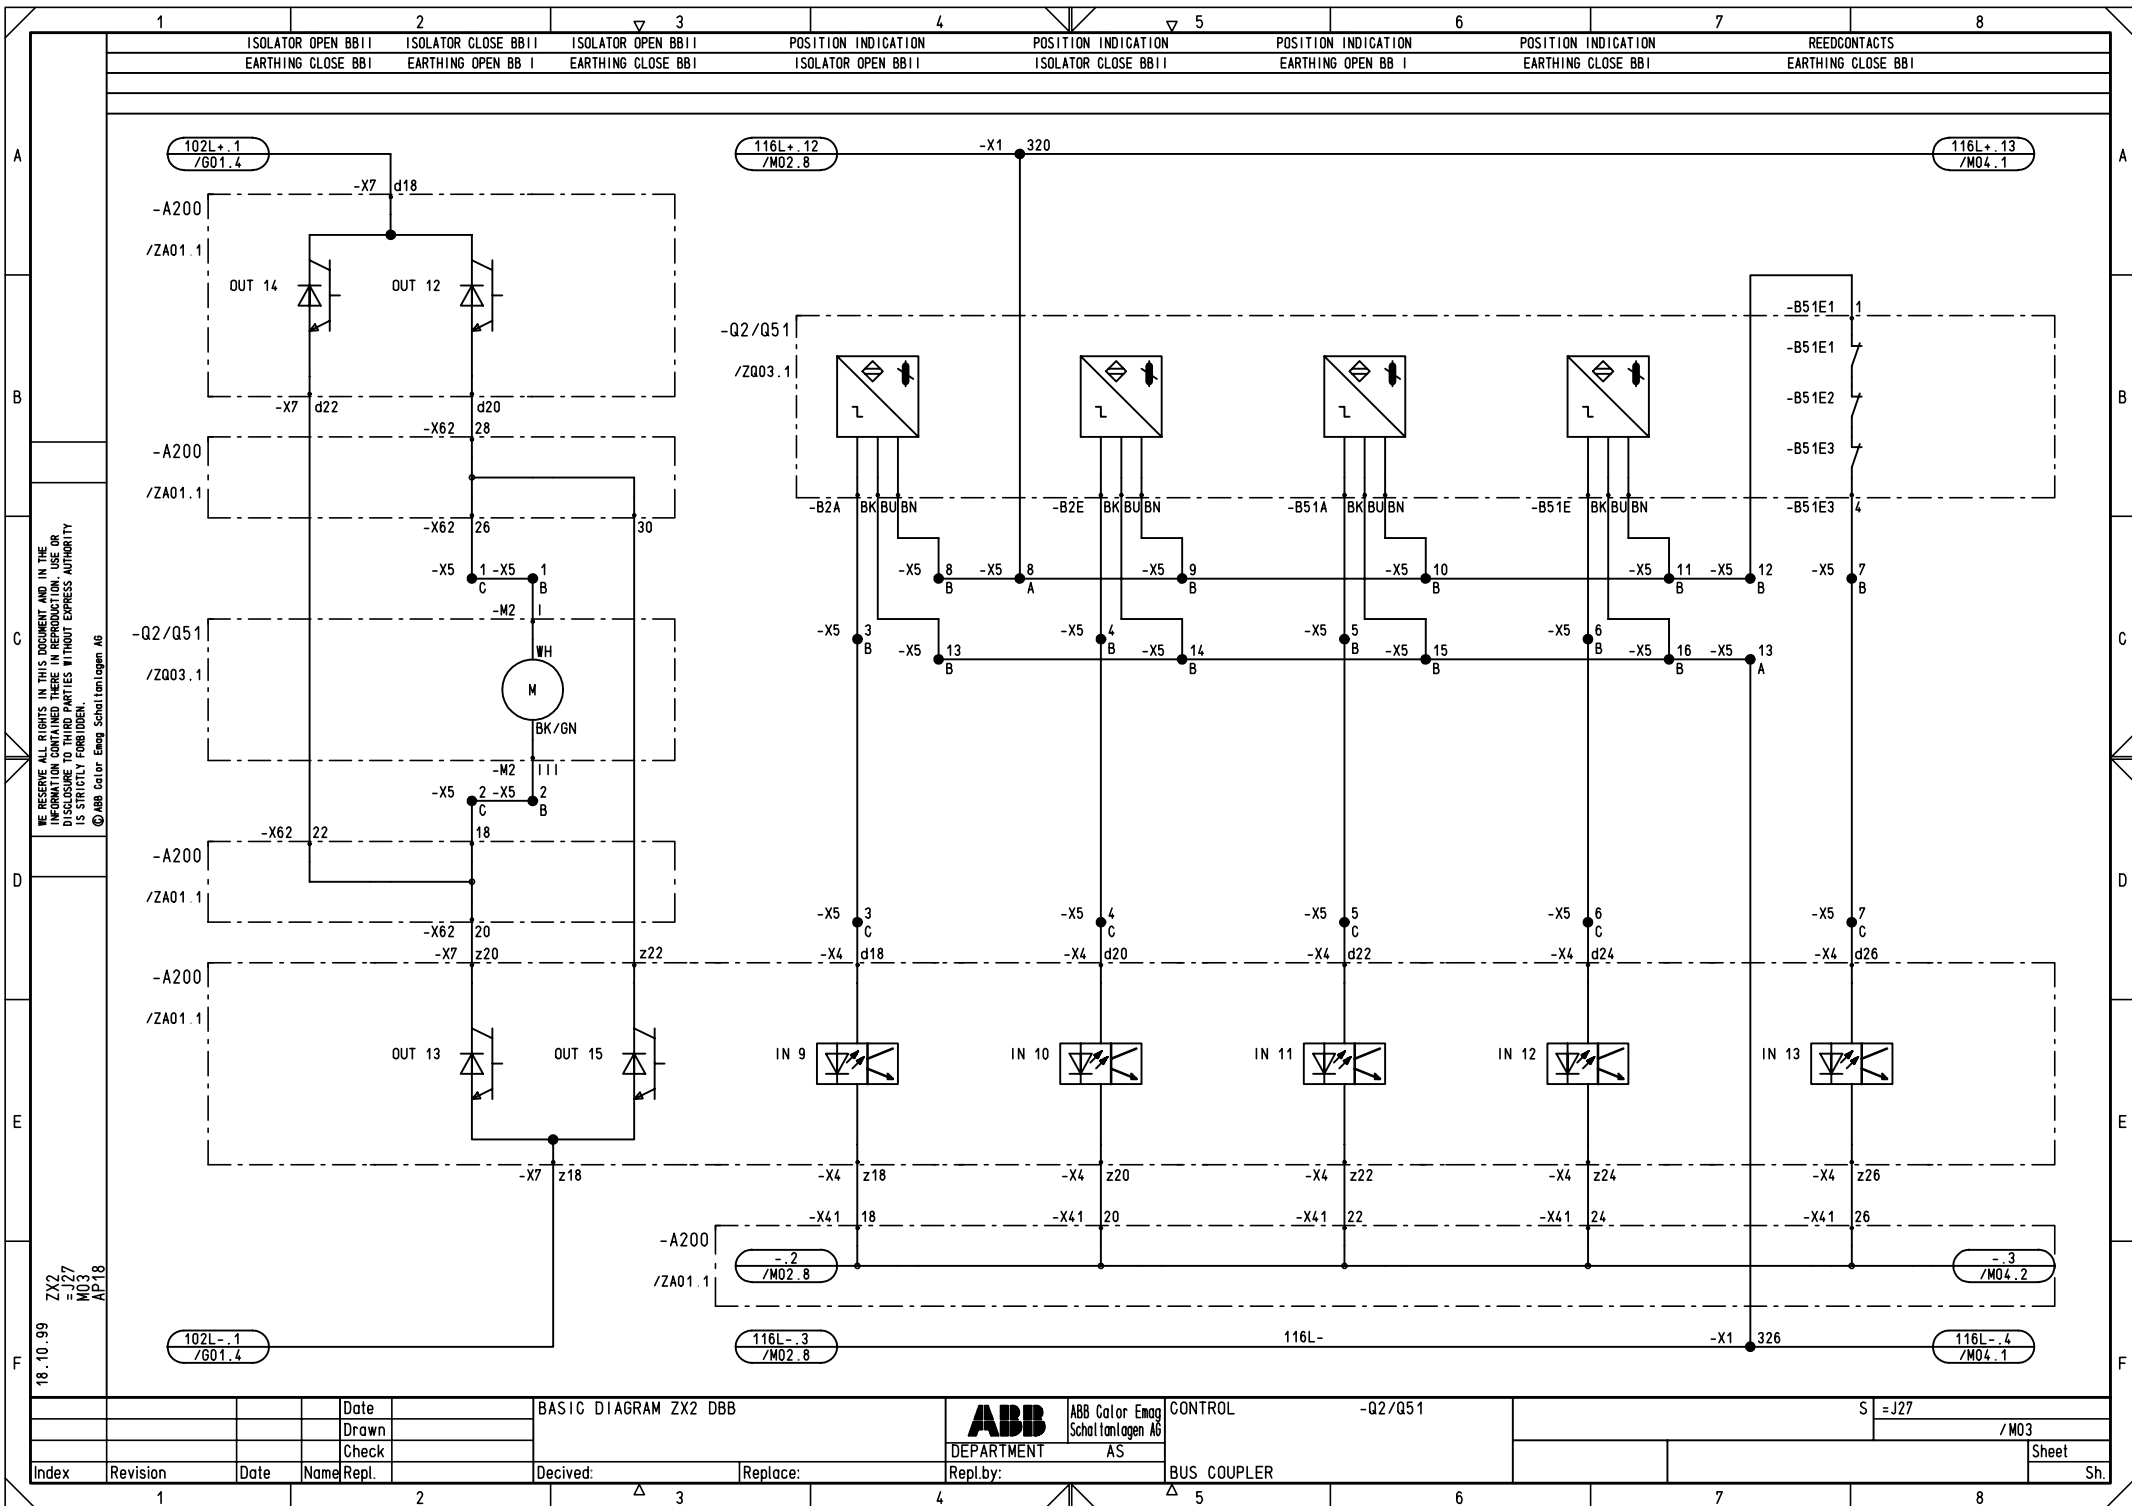 1 2 3 4 5 6 7 8
ISOLATOR OPEN BBII ISOLATOR CLOSE BBII ISOLATOR OPEN BBII POSITION INDICATION POSITION INDICATION POSITION INDICATION POSITION INDICATION REEDCONTACTS
EARTHING CLOSE BBI EARTHING OPEN BB I EARTHING CLOSE BBI ISOLATOR OPEN BBII ISOLATOR CLOSE BBII EARTHING OPEN BB I EARTHING CLOSE BBI EARTHING CLOSE BBI
A 102L+.1 116L+.12 -X1 320 116L+.13 A
/G01.4 /M02.8 /M04.1
-X7 d18
-A200
/ZA01.1
OUT 14 OUT 12
-B51E1 1
-Q2/Q51
-B51E1
/ZQ03.1
B -B51E2 B
-X7 d22 d20
-X62 28
-A200 -B51E3
/ZA01.1
-B2A BK BU BN -B2E BK BU BN -B51A BK BU BN -B51E BK BU BN -B51E3 4
-X62 26 30
-X5 1 -X5 1 -X5 8 -X5 8 -X5 9 -X5 10 -X5 11 -X5 12 -X5 7
C B B A B B B B B
-M2 I
-Q2/Q51 -X5 3 -X5 4 -X5 5 -X5 6
C B B B B C
WH -X5 13 -X5 14 -X5 15 -X5 16 -X5 13
B B B B A
/ZQ03.1
M
BK/GN
-M2 III
-X5 2 -X5 2
C B
-X62 22 18
-A200
D D
/ZA01.1
-X5 3 -X5 4 -X5 5 -X5 6 -X5 7
C C C C C
-X62 20
-X7 z20 z22 -X4 d18 -X4 d20 -X4 d22 -X4 d24 -X4 d26
-A200
/ZA01.1
OUT 13 OUT 15 IN 9 IN 10 IN 11 IN 12 IN 13
E E
-X7 z18 -X4 z18 -X4 z20 -X4 z22 -X4 z24 -X4 z26
-X41 18 -X41 20 -X41 22 -X41 24 -X41 26
-A200
-.2 -.3
/M02.8 /M04.2
/ZA01.1
102L-.1 116L-.3 116L- -X1 326 116L-.4
/G01.4 /M02.8 /M04.1
F F
WE RESERVE ALL RIGHTS IN THIS DOCUMENT AND IN THE
INFORMATION CONTAINED THERE IN REPRODUCTION. USE OR
DISCLOSURE TO THIRD PARTIES WITHOUT EXPRESS AUTHORITY
IS STRICTLY FORBIDDEN.
© ABB Calor Emag Schaltanlagen AG
ZX2
=J27
M03
AP18
18.10.99
Date BASIC DIAGRAM ZX2 DBB ABB ABB Calor Emag CONTROL -Q2/Q51 S =J27
Drawn Schaltanlagen AG /M03
Check DEPARTMENT AS Sheet
Index Revision Date Name Repl. Decived: Replace: Repl.by: BUS COUPLER Sh.
1 2 3 4 5 6 7 8